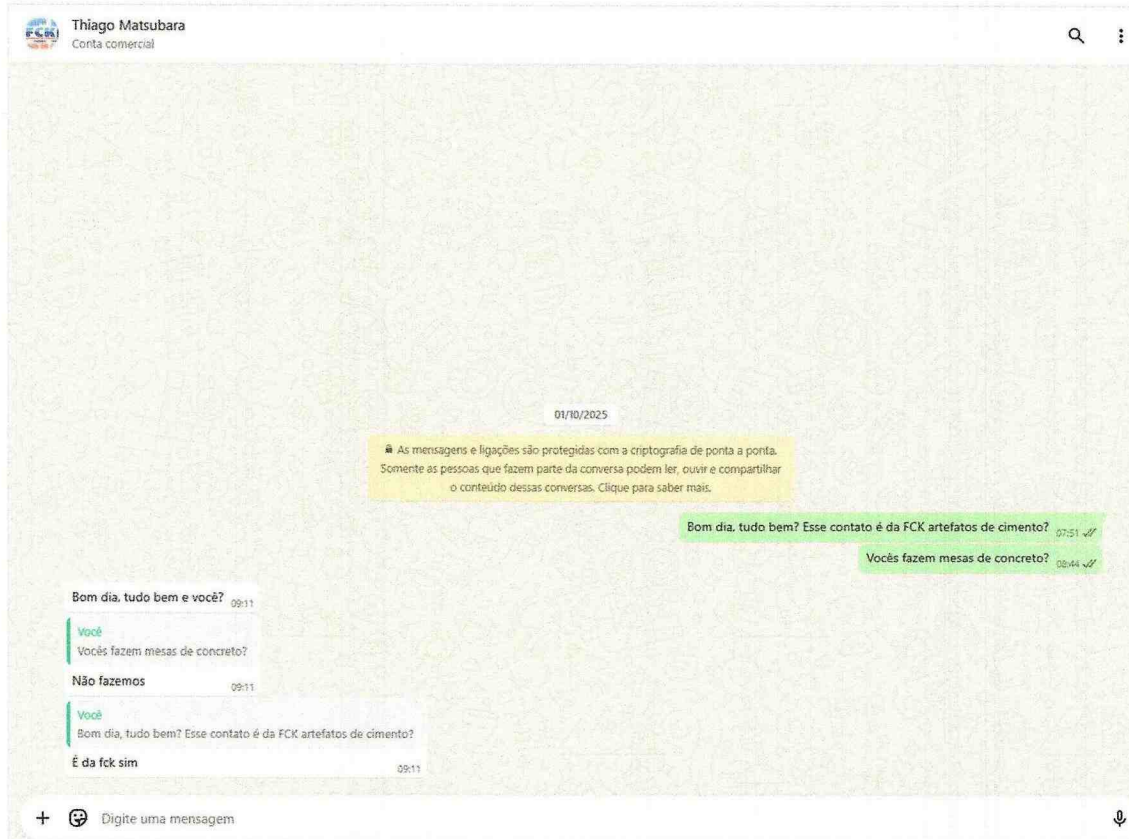 FCK
Thiago Matsubara
Conta comercial
01/10/2025
As mensagens e ligações são protegidas com a criptografia de ponta a ponta.
Somente as pessoas que fazem parte da conversa podem ler, ouvir e compartilhar
o conteúdo dessas conversas. Clique para saber mais.
Bom dia, tudo bem? Esse contato é da FCK artefatos de cimento? 07:51
Vocês fazem mesas de concreto? 08:44
Bom dia, tudo bem e você? 09:11
Você
Vocês fazem mesas de concreto?
Não fazemos 09:11
Você
Bom dia, tudo bem? Esse contato é da FCK artefatos de cimento?
É da fck sim 09:11
Digite uma mensagem